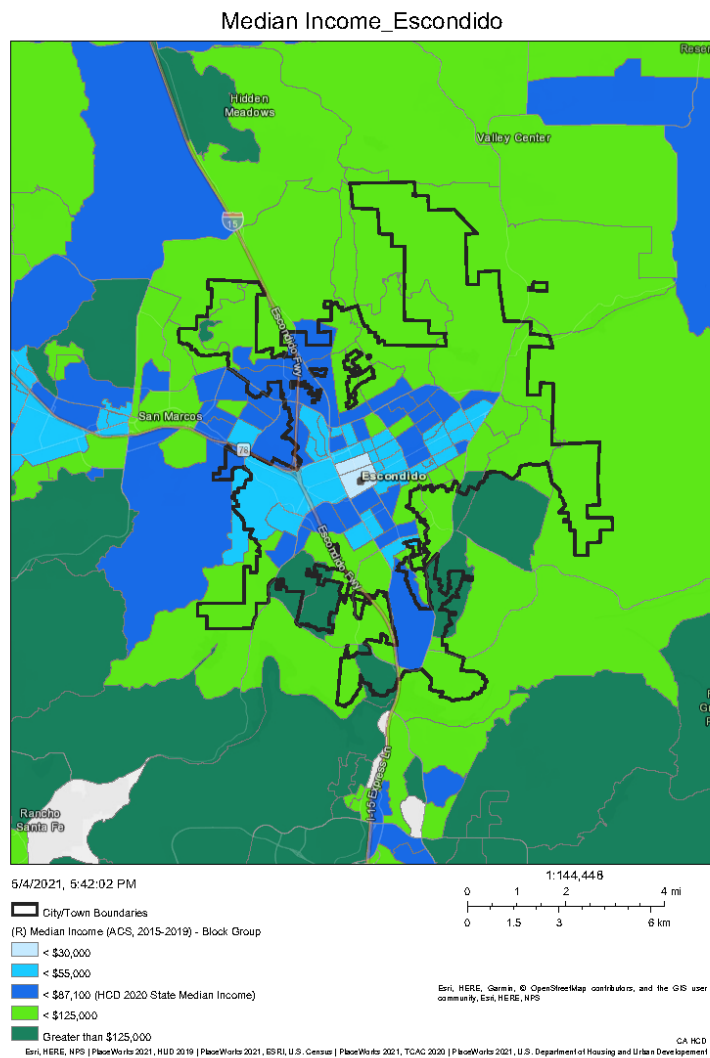 Median Income_Escondido
Hidden
Meadows
Valley Center
15
Escondido Fwy
San Marcos
78
Escondido
Escondido Fwy
I-15 Express Ln
Rancho
Santa Fe
5/4/2021, 5:42:02 PM
1:144,448
0 1 2 4 mi
0 1.5 3 6 km
City/Town Boundaries
(R) Median Income (ACS, 2015-2019) - Block Group
< $30,000
< $55,000
< $87,100 (HCD 2020 State Median Income)
< $125,000
Greater than $125,000
Esri, HERE, Garmin, © OpenStreetMap contributors, and the GIS user
community, Esri, HERE, NPS
CA HCD
Esri, HERE, NPS | PlaceWorks 2021, HUD 2019 | PlaceWorks 2021, ESRI, U.S. Census | PlaceWorks 2021, TCAC 2020 | PlaceWorks 2021, U.S. Department of Housing and Urban Developement